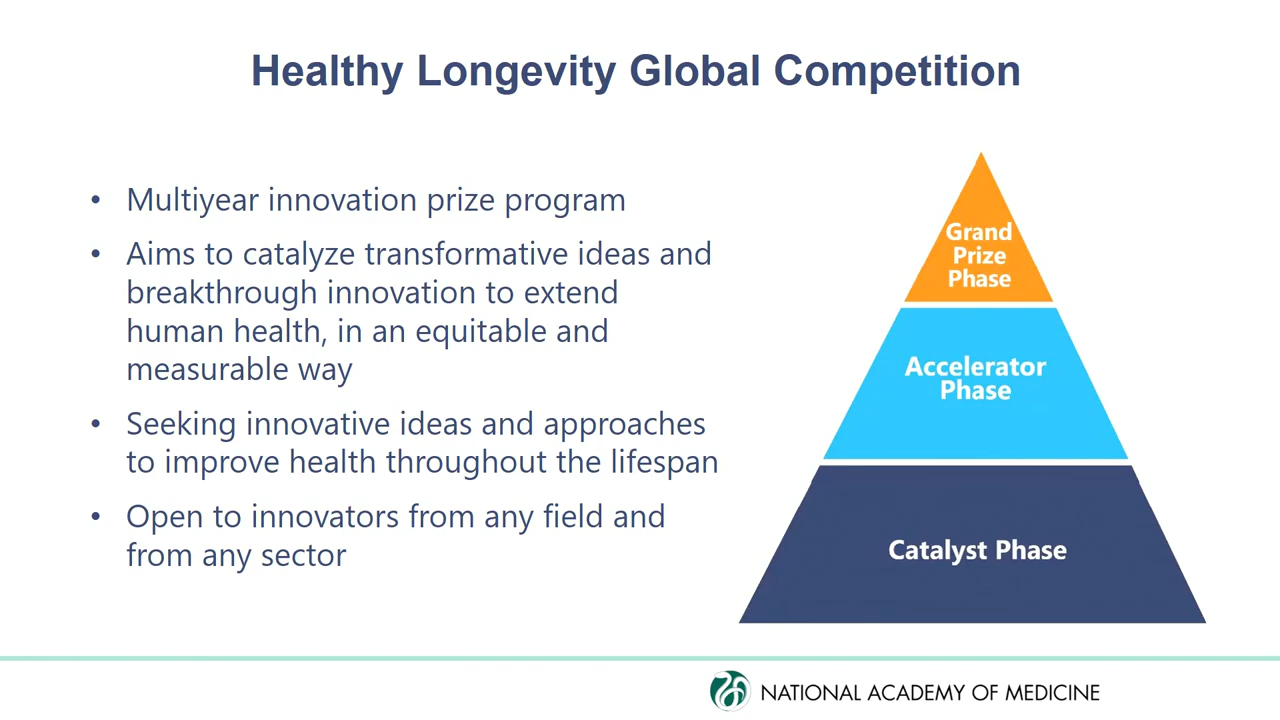 Healthy Longevity Global Competition
• Multiyear innovation prize program
• Aims to catalyze transformative ideas and
breakthrough innovation to extend
human health, in an equitable and
measurable way
• Seeking innovative ideas and approaches
to improve health throughout the lifespan
• Open to innovators from any field and
from any sector
Grand
Prize
Phase
Accelerator
Phase
Catalyst Phase
NATIONAL ACADEMY OF MEDICINE